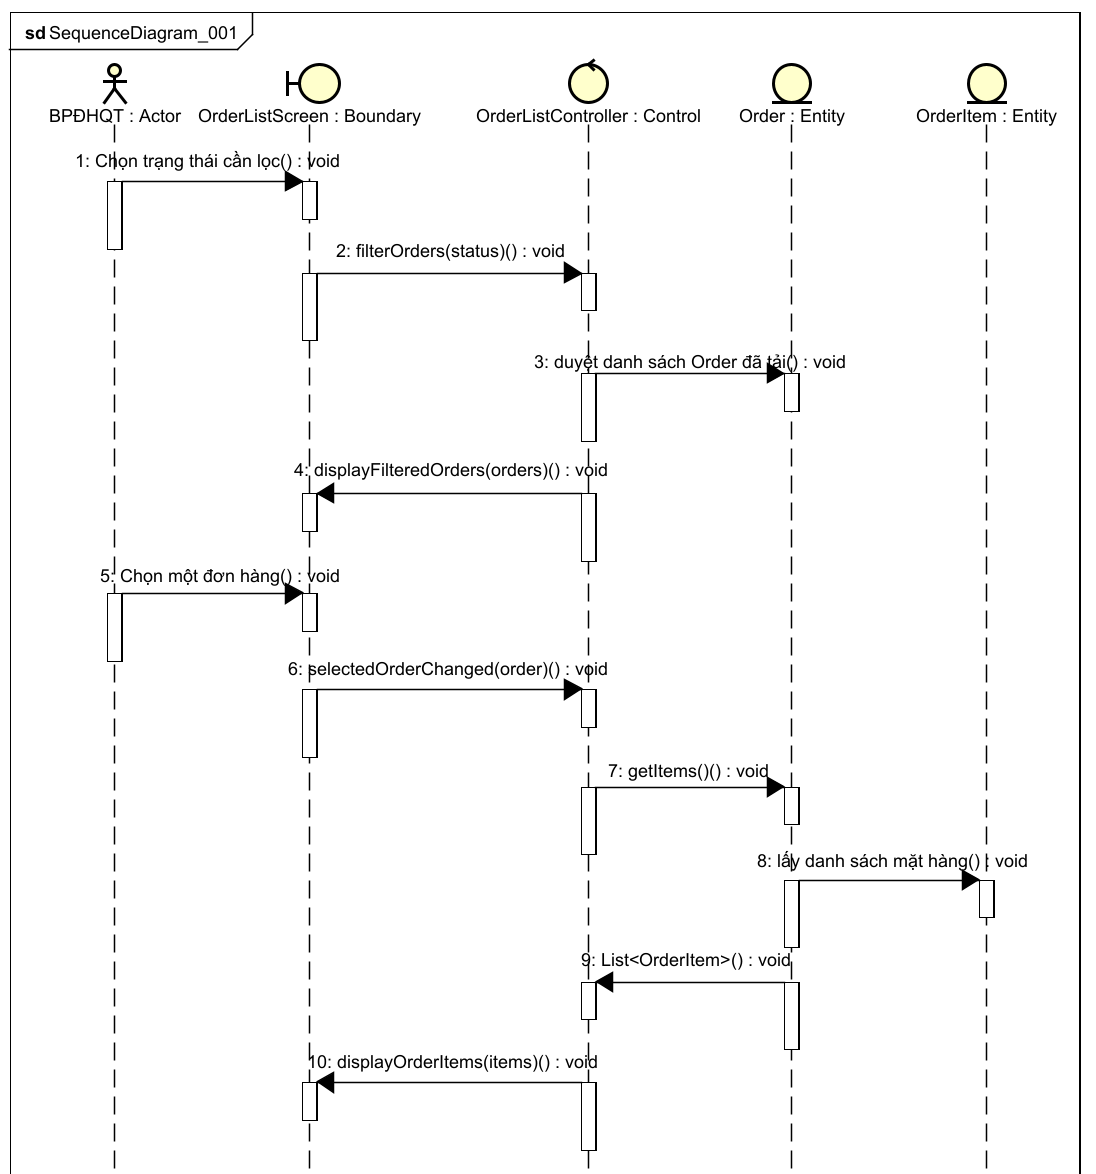 sd SequenceDiagram_001
BPĐHQT : Actor
OrderListScreen : Boundary
OrderListController : Control
Order : Entity
OrderItem : Entity
1: Chọn trạng thái cần lọc() : void
2: filterOrders(status)() : void
3: duyệt danh sách Order đã tải() : void
4: displayFilteredOrders(orders)() : void
5: Chọn một đơn hàng() : void
6: selectedOrderChanged(order)() : void
7: getItems()() : void
8: lấy danh sách mặt hàng() : void
9: List<OrderItem>() : void
10: displayOrderItems(items)() : void